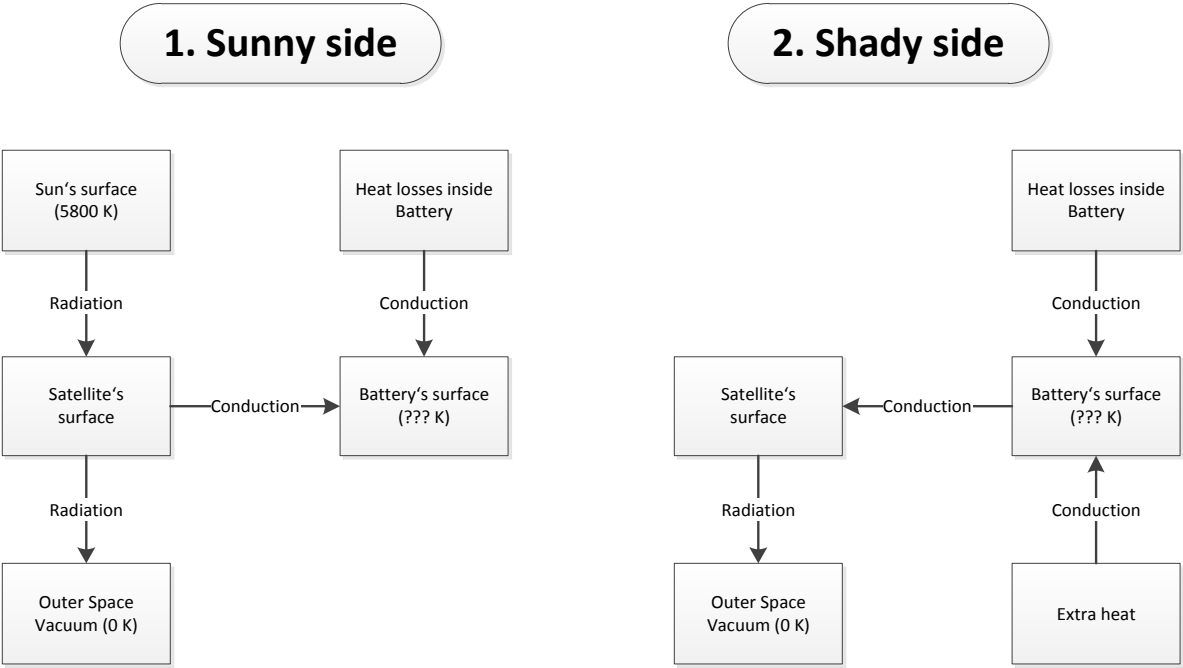 1. Sunny side
2. Shady side
Sun‘s surface
(5800 K)
Heat losses inside
Battery
Radiation
Conduction
Satellite‘s
surface
Conduction
Battery‘s surface
(??? K)
Radiation
Outer Space
Vacuum (0 K)
Heat losses inside
Battery
Conduction
Satellite‘s
surface
Conduction
Battery‘s surface
(??? K)
Radiation
Conduction
Outer Space
Vacuum (0 K)
Extra heat